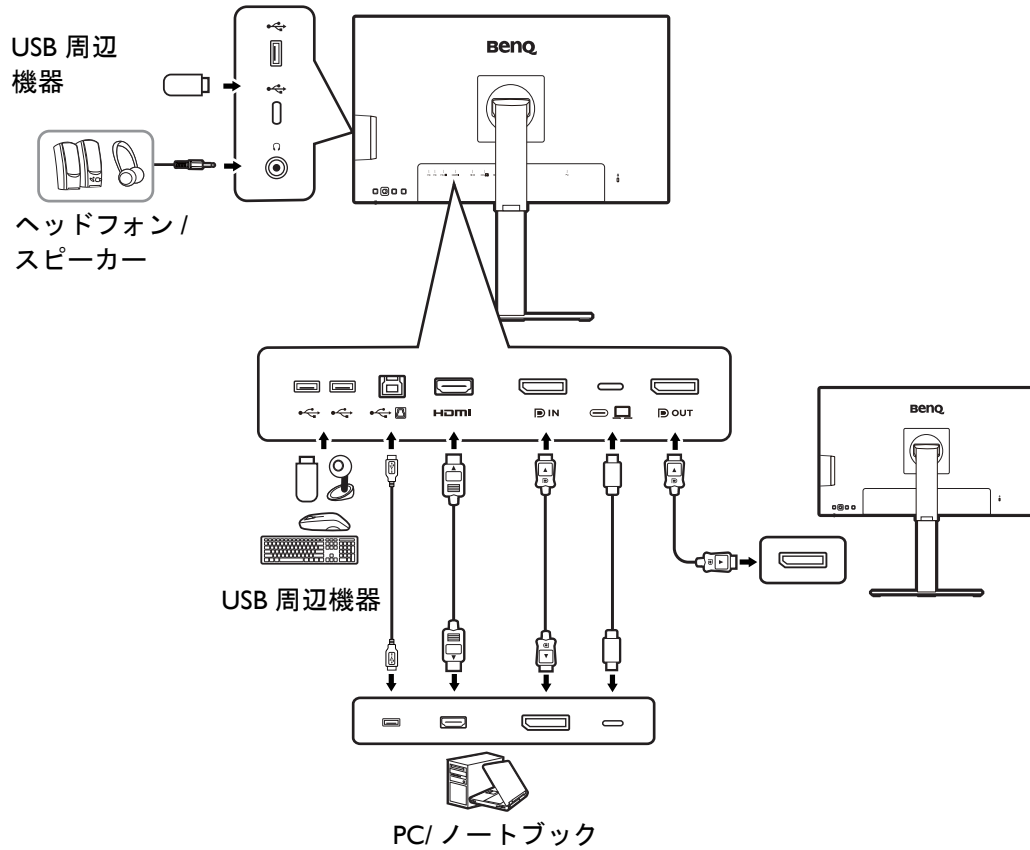 USB 周辺
機器
ヘッドフォン /
スピーカー
BenQ
HDMI
IN
OUT
BenQ
USB 周辺機器
PC/ ノートブック